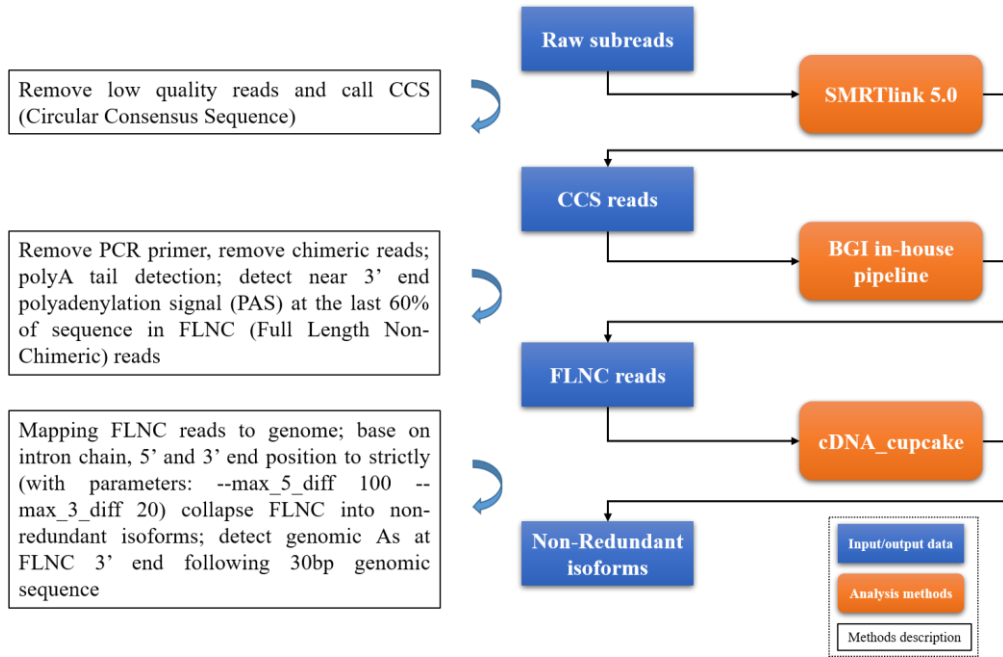 Raw subreads
Remove low quality reads and call CCS
(Circular Consensus Sequence)
SMRTlink 5.0
CCS reads
Remove PCR primer, remove chimeric reads;
polyA tail detection; detect near 3’ end
polyadenylation signal (PAS) at the last 60%
of sequence in FLNC (Full Length Non-
Chimeric) reads
BGI in-house
pipeline
FLNC reads
Mapping FLNC reads to genome; base on
intron chain, 5’ and 3’ end position to strictly
(with parameters: --max_5_diff 100 --
max_3_diff 20) collapse FLNC into non-
redundant isoforms; detect genomic As at
FLNC 3’ end following 30bp genomic
sequence
cDNA_cupcake
Non-Redundant
isoforms
Input/output data
Analysis methods
Methods description